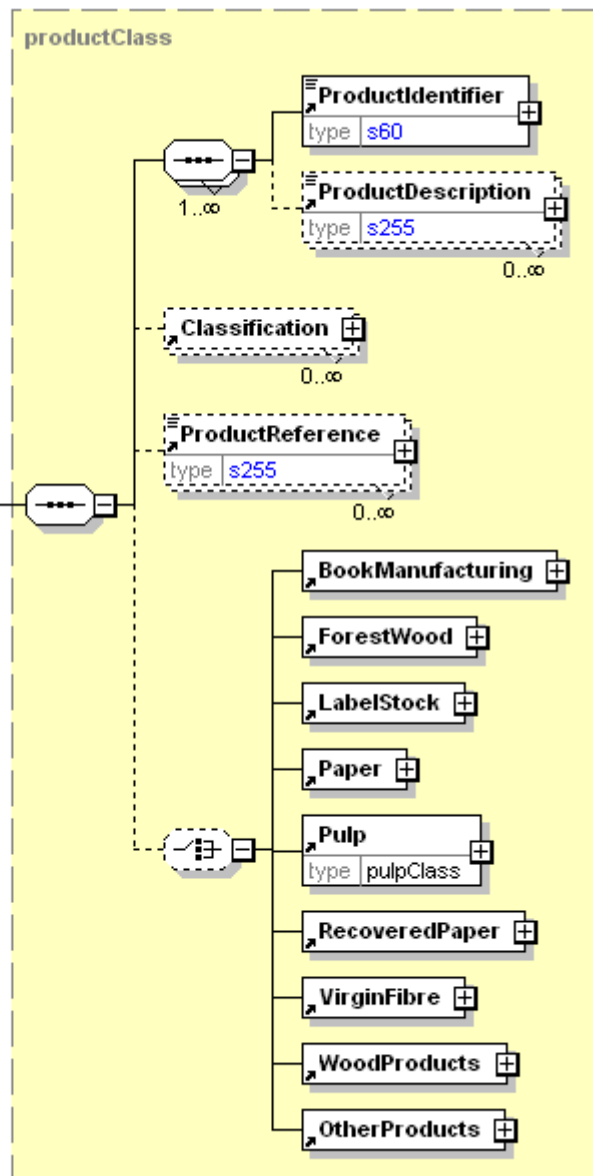 productClass
ProductIdentifier
type s60
ProductDescription
type s255
1..∞
0..∞
Classification
0..∞
ProductReference
type s255
0..∞
BookManufacturing
ForestWood
LabelStock
Paper
Pulp
type pulpClass
RecoveredPaper
VirginFibre
WoodProducts
OtherProducts